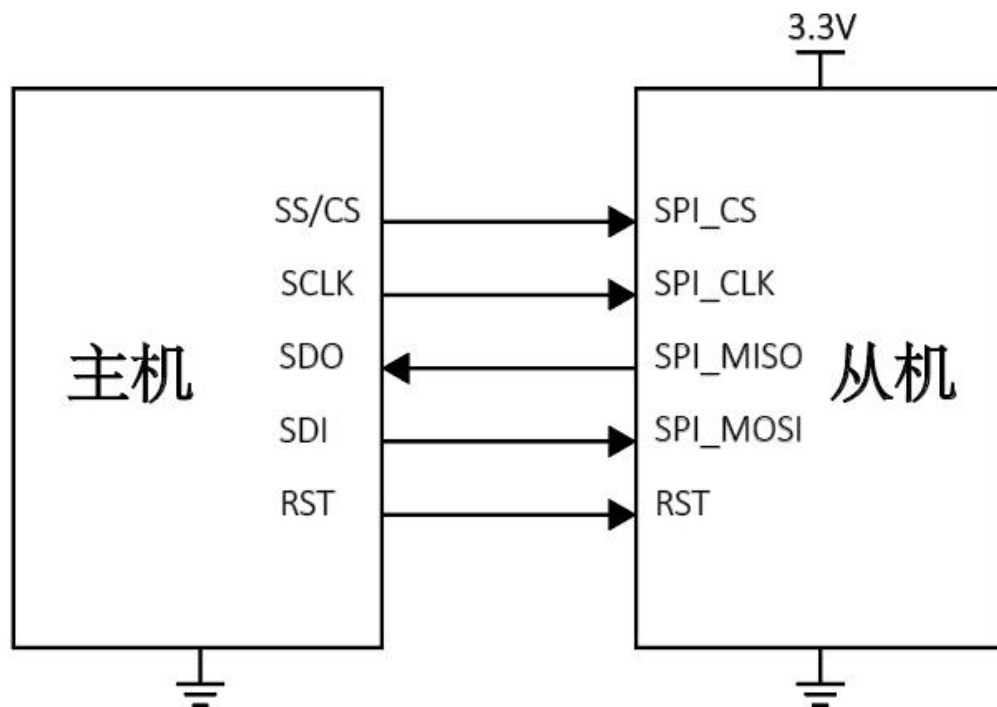 3.3V
SS/CS SPI_CS
SCLK SPI_CLK
主机 SDO SPI_MISO 从机
SDI SPI_MOSI
RST RST